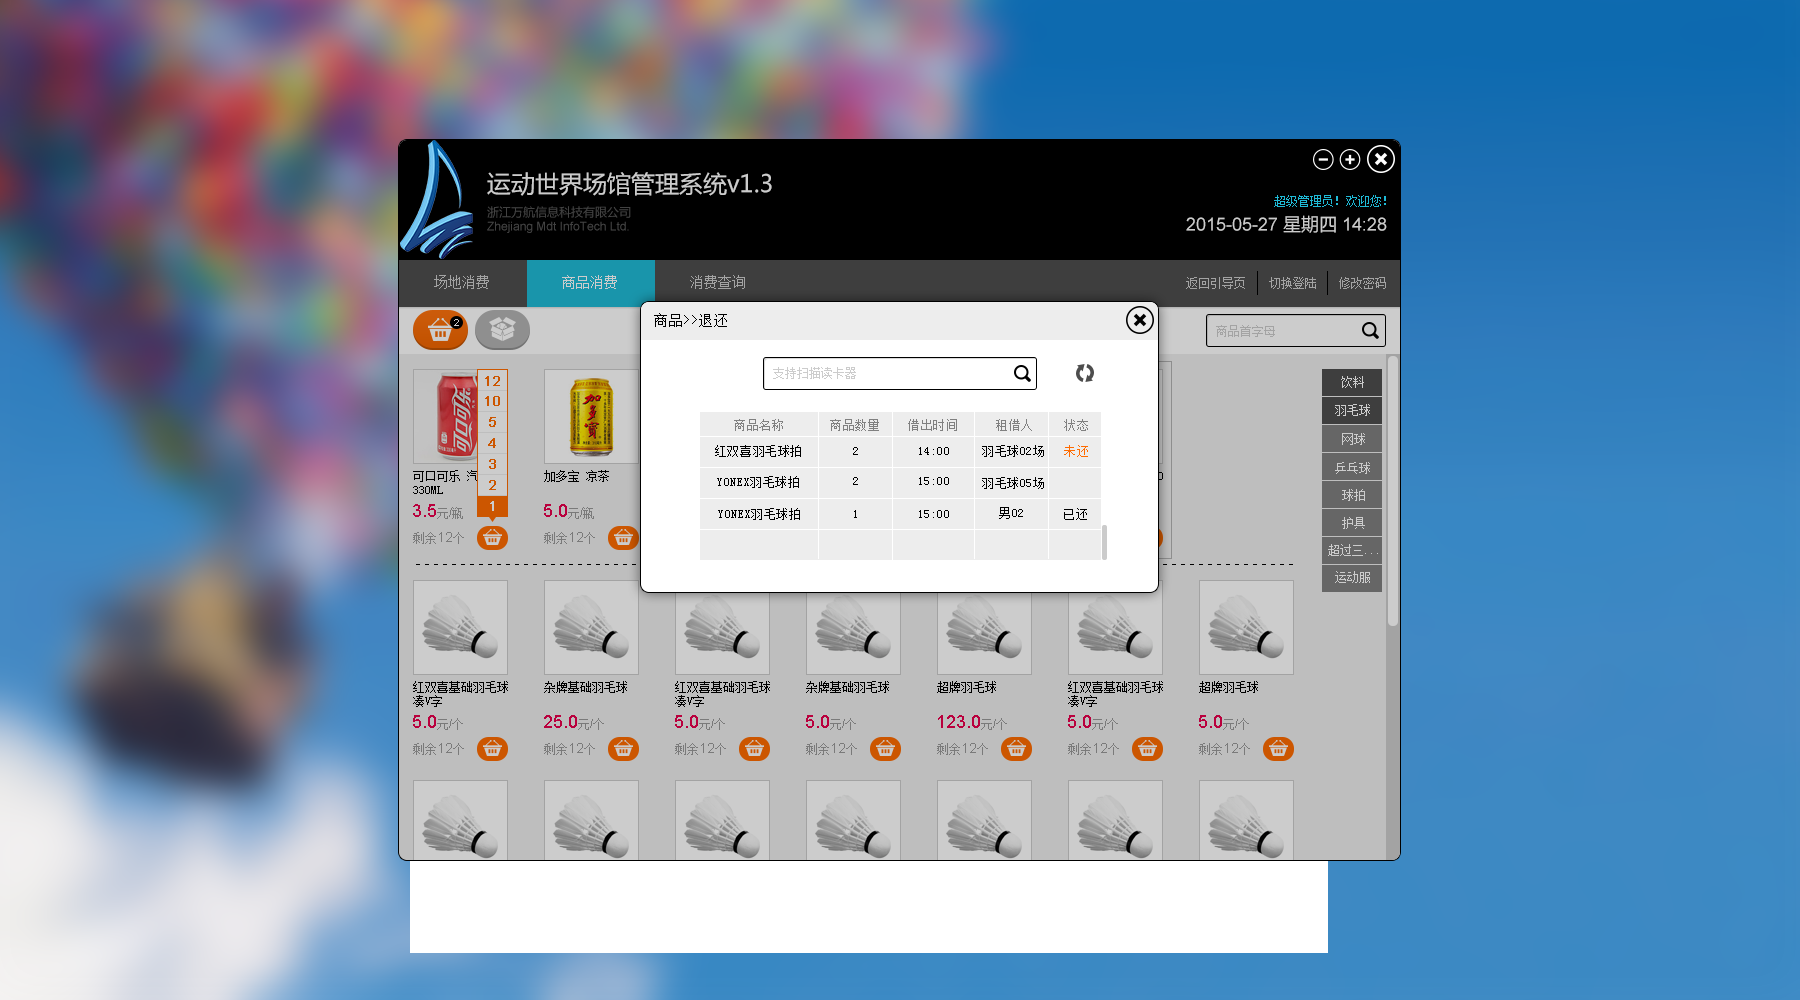 运动世界场馆管理系统v1.3
浙江万航信息科技有限公司
Zhejiang Mdt InfoTech Ltd.
超级管理员! 欢迎您!
2015-05-27 星期四 14:28
场地消费 商品消费 消费查询 返回引导页 切换登陆 修改密码
2
商品首字母
商品>>退还
支持扫描读卡器
商品名称 商品数量 借出时间 租借人 状态
红双喜羽毛球拍 2 14:00 羽毛球02场 未还
YONEX羽毛球拍 2 15:00 羽毛球05场
YONEX羽毛球拍 1 15:00 男02 已还
12
10
5
4
3
2
1
可口可乐
加多宝
可口可乐 汽
330ML
3.5元/瓶
剩余12个
加多宝 凉茶
5.0元/瓶
剩余12个
饮料
羽毛球
网球
乒乓球
球拍
护具
超过三...
运动服
红双喜基础羽毛球
凑V字
5.0元/个
剩余12个
杂牌基础羽毛球
25.0元/个
剩余12个
红双喜基础羽毛球
凑V字
5.0元/个
剩余12个
杂牌基础羽毛球
5.0元/个
剩余12个
超牌羽毛球
123.0元/个
剩余12个
红双喜基础羽毛球
凑V字
5.0元/个
剩余12个
超牌羽毛球
5.0元/个
剩余12个